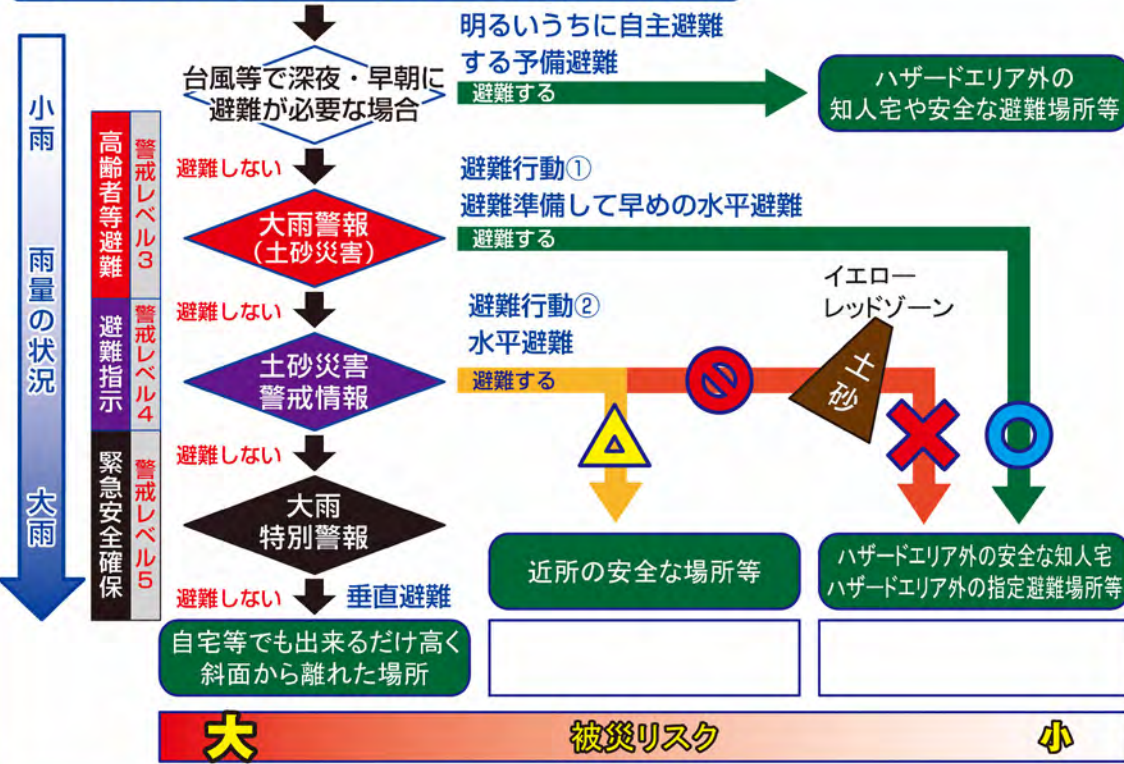 明るいうちに自主避難
する予備避難
台風等で深夜・早朝に
避難が必要な場合
避難する
ハザードエリア外の
知人宅や安全な避難場所等
小雨
雨量の状況
大雨
高齢者等避難
警戒レベル3
避難しない
避難行動①
避難準備して早めの水平避難
大雨警報
(土砂災害)
避難する
イエロー
レッドゾーン
避難指示
警戒レベル4
避難しない
避難行動②
水平避難
土砂災害
警戒情報
避難する
土砂
緊急安全確保
警戒レベル5
避難しない
大雨
特別警報
近所の安全な場所等
ハザードエリア外の安全な知人宅
ハザードエリア外の指定避難場所等
避難しない
垂直避難
自宅等でも出来るだけ高く
斜面から離れた場所
大
被災リスク
小